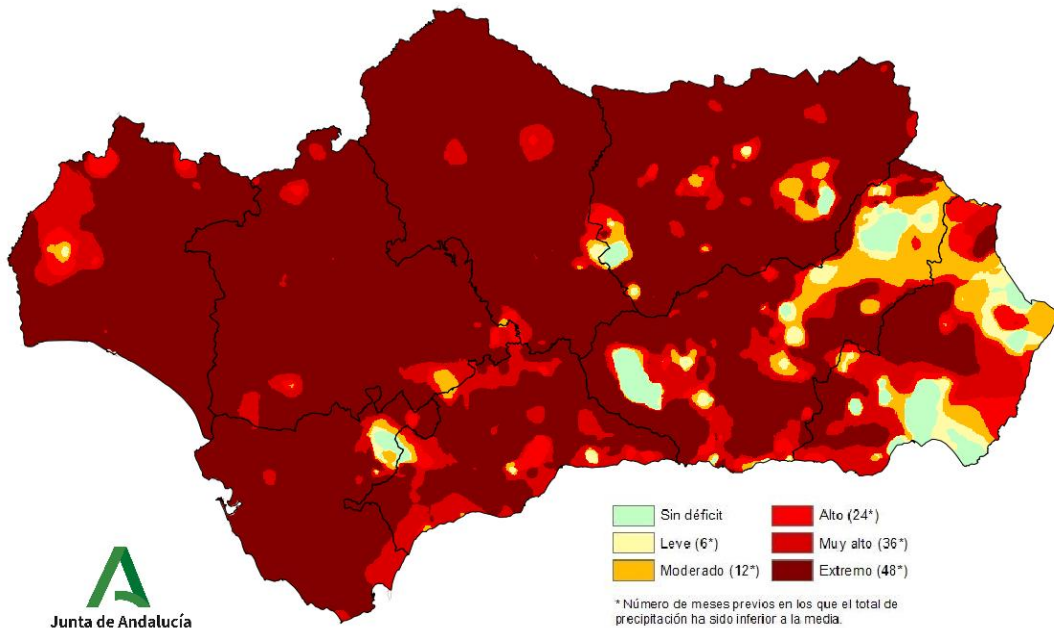 Sin déficit
Leve (6*)
Moderado (12*)
Alto (24*)
Muy alto (36*)
Extremo (48*)
* Número de meses previos en los que el total de
precipitación ha sido inferior a la media.
Junta de Andalucía